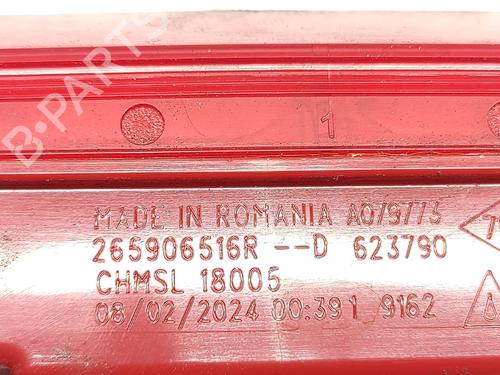 B-PARTS
1
MADE IN ROMANIA A079773
265906516R --D 623790
CHMSL 18005
08/02/2024 00:391 9162